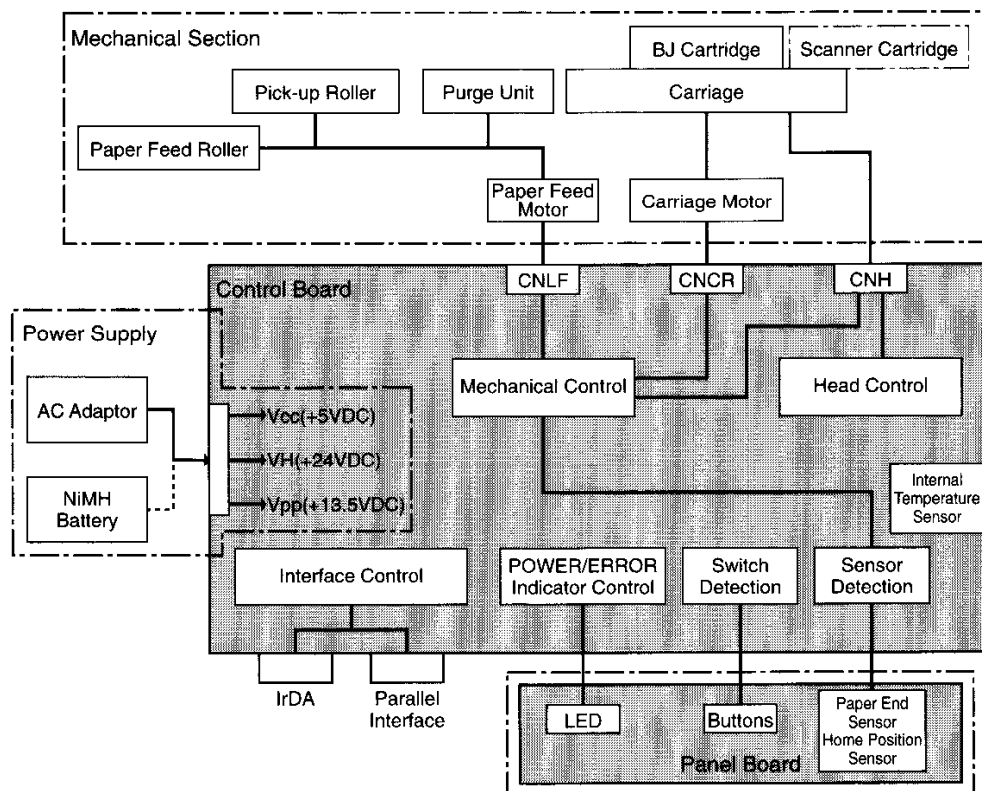 Mechanical Section
BJ Cartridge
Scanner Cartridge
Pick-up Roller
Purge Unit
Carriage
Paper Feed Roller
Paper Feed
Motor
Carriage Motor
Control Board
CNLF
CNCR
CNH
Power Supply
AC Adaptor
NiMH
Battery
Vcc(+5VDC)
VH(+24VDC)
Vpp(+13.5VDC)
Mechanical Control
Head Control
Internal
Temperature
Sensor
Interface Control
POWER/ERROR
Indicator Control
Switch
Detection
Sensor
Detection
IrDA
Parallel
Interface
LED
Buttons
Paper End
Sensor
Home Position
Sensor
Panel Board